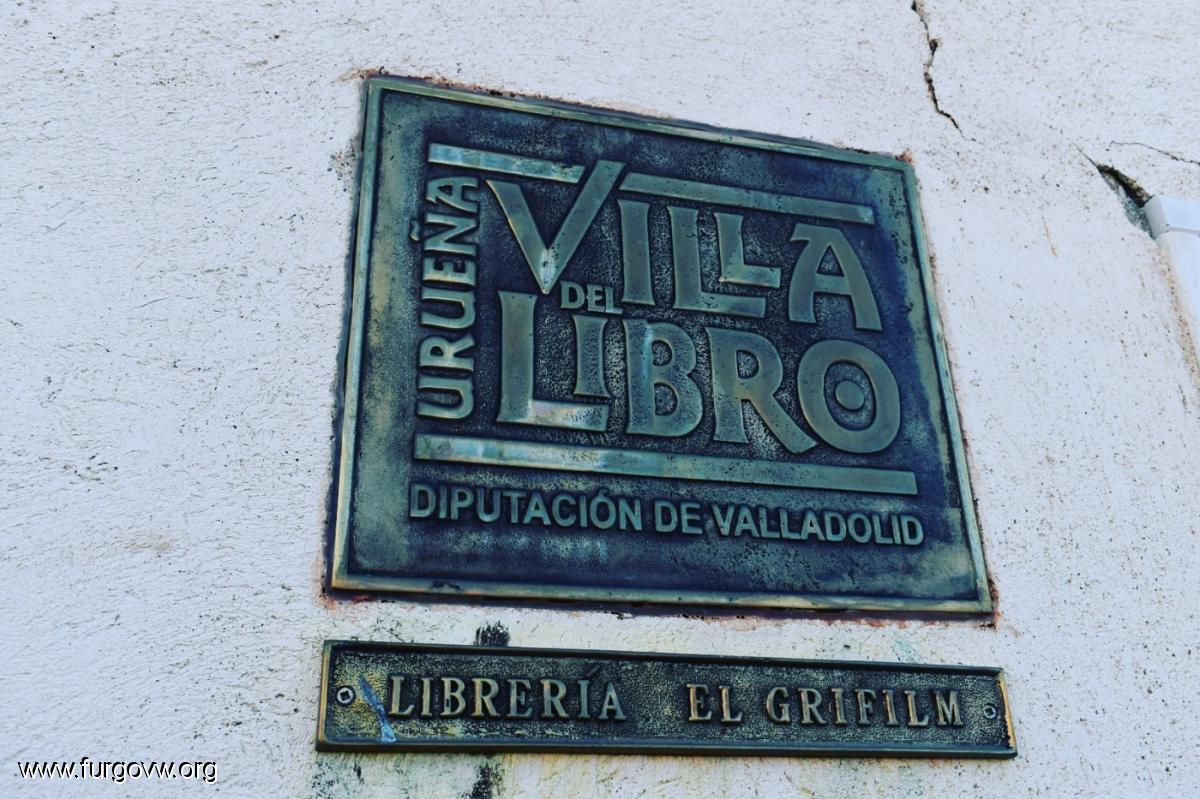 URUEÑA
VILLA
DEL
LIBRO
DIPUTACIÓN DE VALLADOLID
LIBRERÍA EL GRIFILM
www.furgovw.org